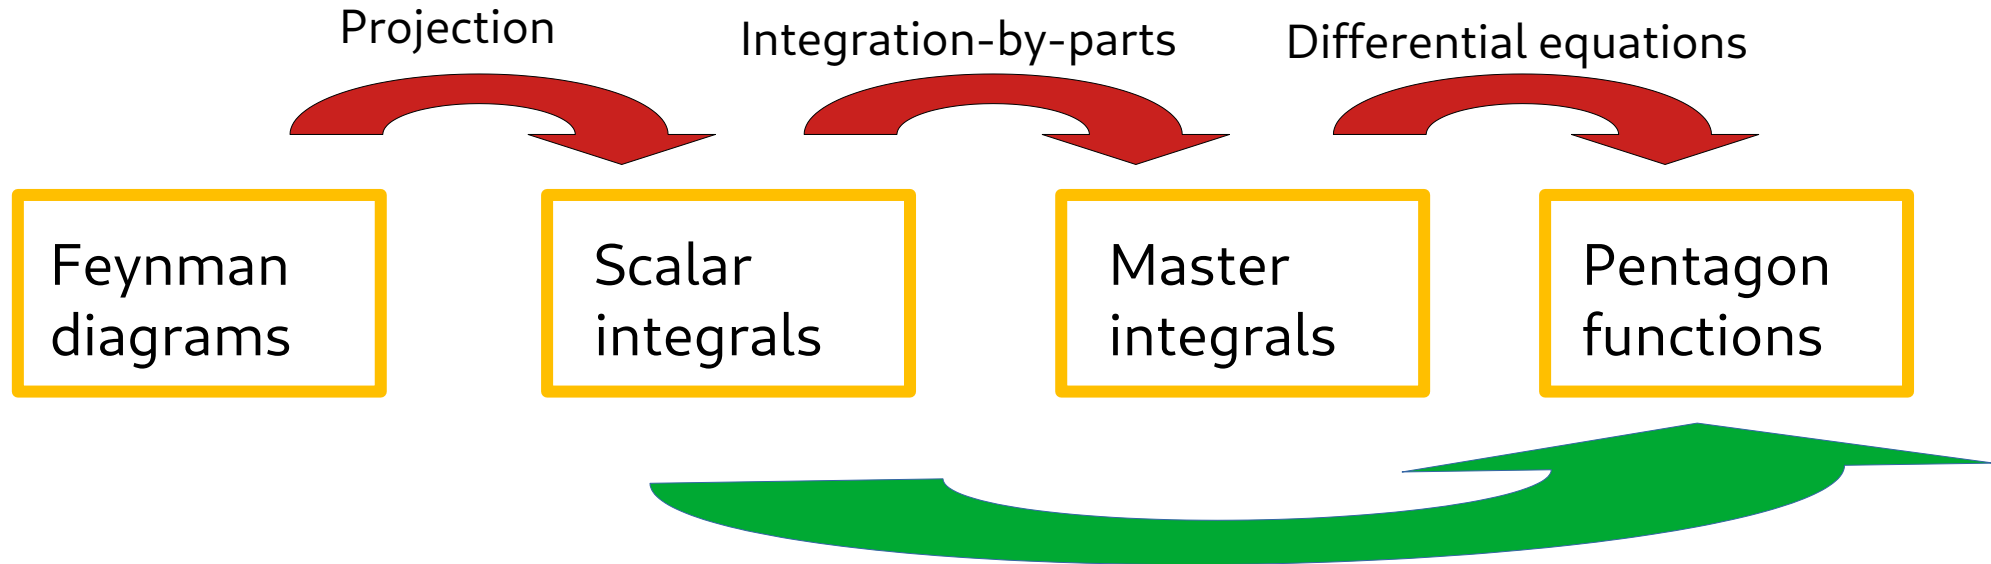 Projection
Integration-by-parts
Differential equations
Feynman
diagrams
Scalar
integrals
Master
integrals
Pentagon
functions